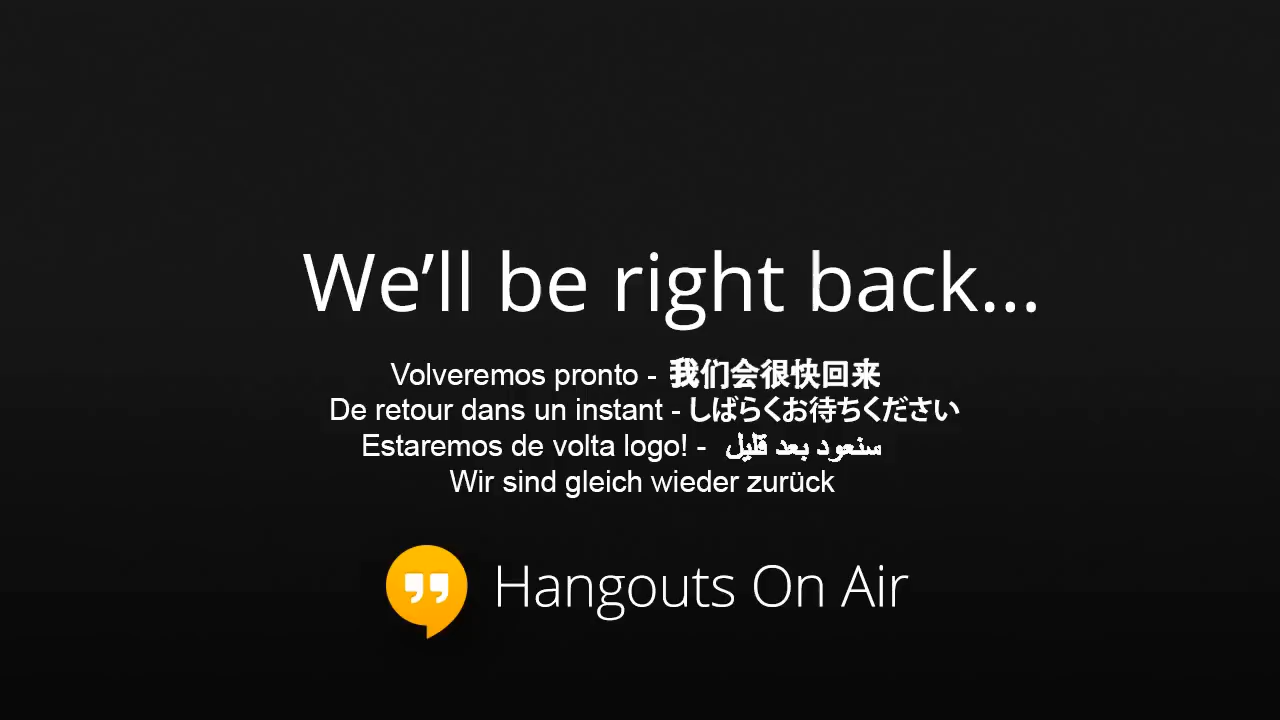 We’ll be right back...
Volveremos pronto - 我们会很快回来
De retour dans un instant - しばらくお待ちください
Estaremos de volta logo! - سنعود بعد قليل
Wir sind gleich wieder zurück
Hangouts On Air